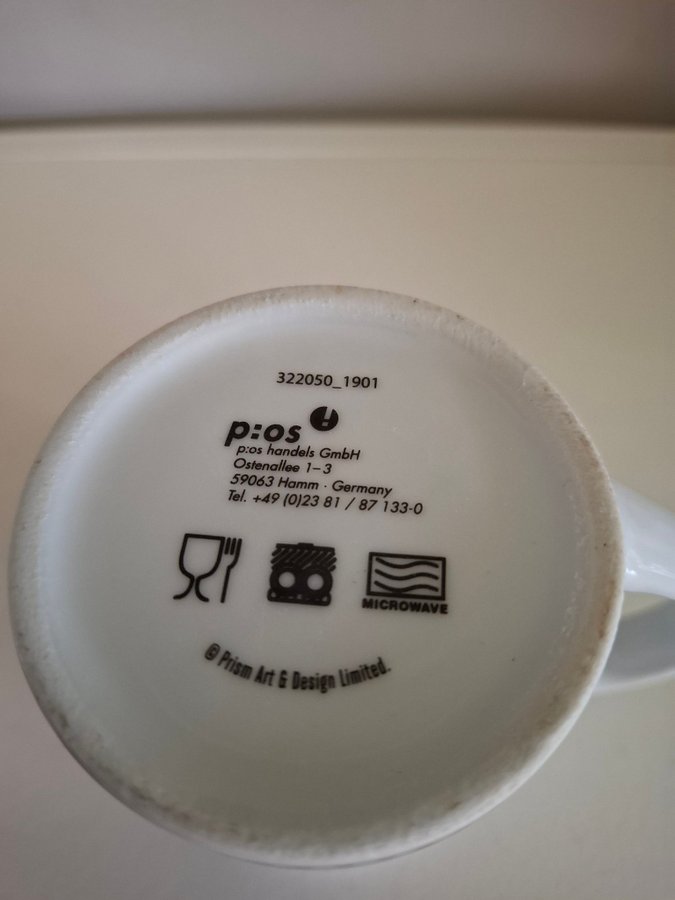 322050_1901
p:os
p:os handels GmbH
Ostenallee 1–3
59063 Hamm · Germany
Tel. +49 (0)23 81 / 87 133-0
MICROWAVE
© Prism Art & Design Limited.